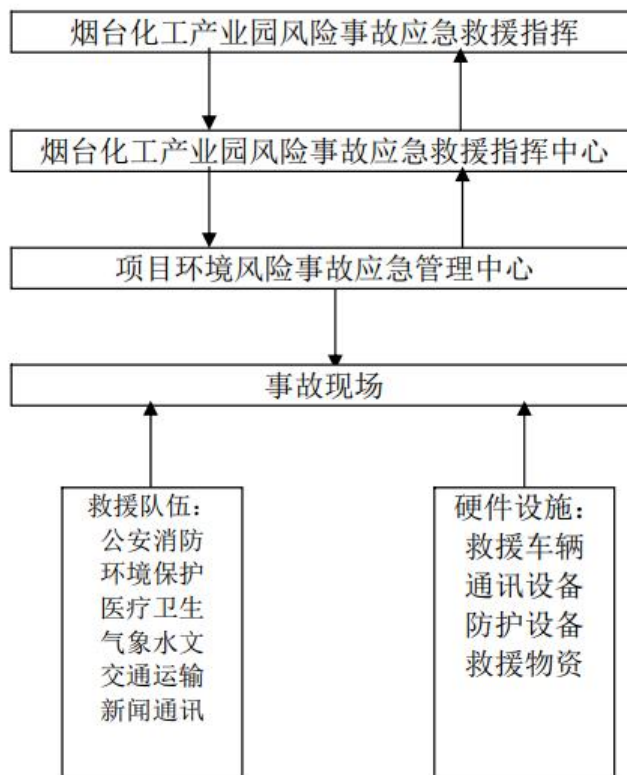 烟台化工产业园风险事故应急救援指挥
烟台化工产业园风险事故应急救援指挥中心
项目环境风险事故应急管理中心
事故现场
救援队伍：
公安消防
环境保护
医疗卫生
气象水文
交通运输
新闻通讯
硬件设施：
救援车辆
通讯设备
防护设备
救援物资